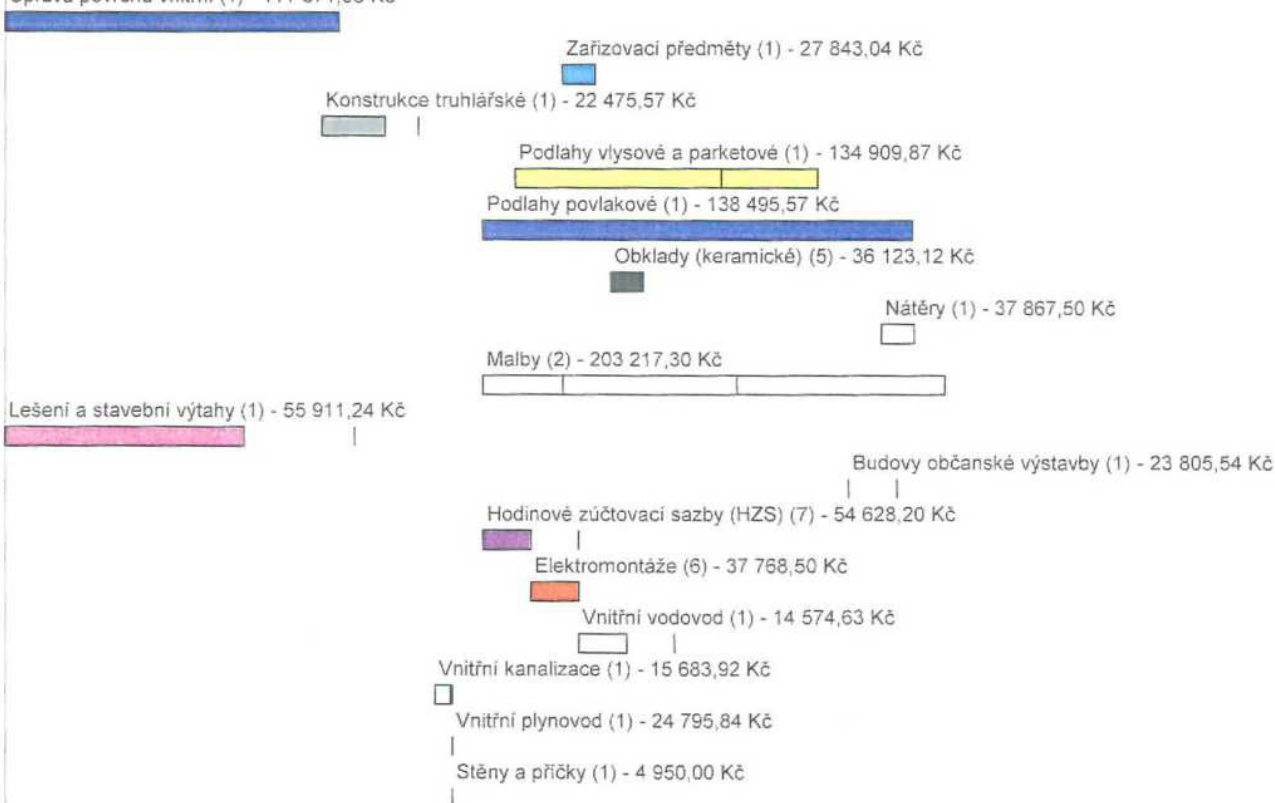 Zařizovací předměty (1) - 27 843,04 Kč
Konstrukce truhlářské (1) - 22 475,57 Kč
Podlahy vlysové a parketové (1) - 134 909,87 Kč
Podlahy povlakové (1) - 138 495,57 Kč
Obklady (keramické) (5) - 36 123,12 Kč
Nátěry (1) - 37 867,50 Kč
Malby (2) - 203 217,30 Kč
Lešení a stavební výtahy (1) - 55 911,24 Kč
Budovy občanské výstavby (1) - 23 805,54 Kč
Hodinové zúčtovací sazby (HZS) (7) - 54 628,20 Kč
Elektromontáže (6) - 37 768,50 Kč
Vnitřní vodovod (1) - 14 574,63 Kč
Vnitřní kanalizace (1) - 15 683,92 Kč
Vnitřní plynovod (1) - 24 795,84 Kč
Stěny a příčky (1) - 4 950,00 Kč